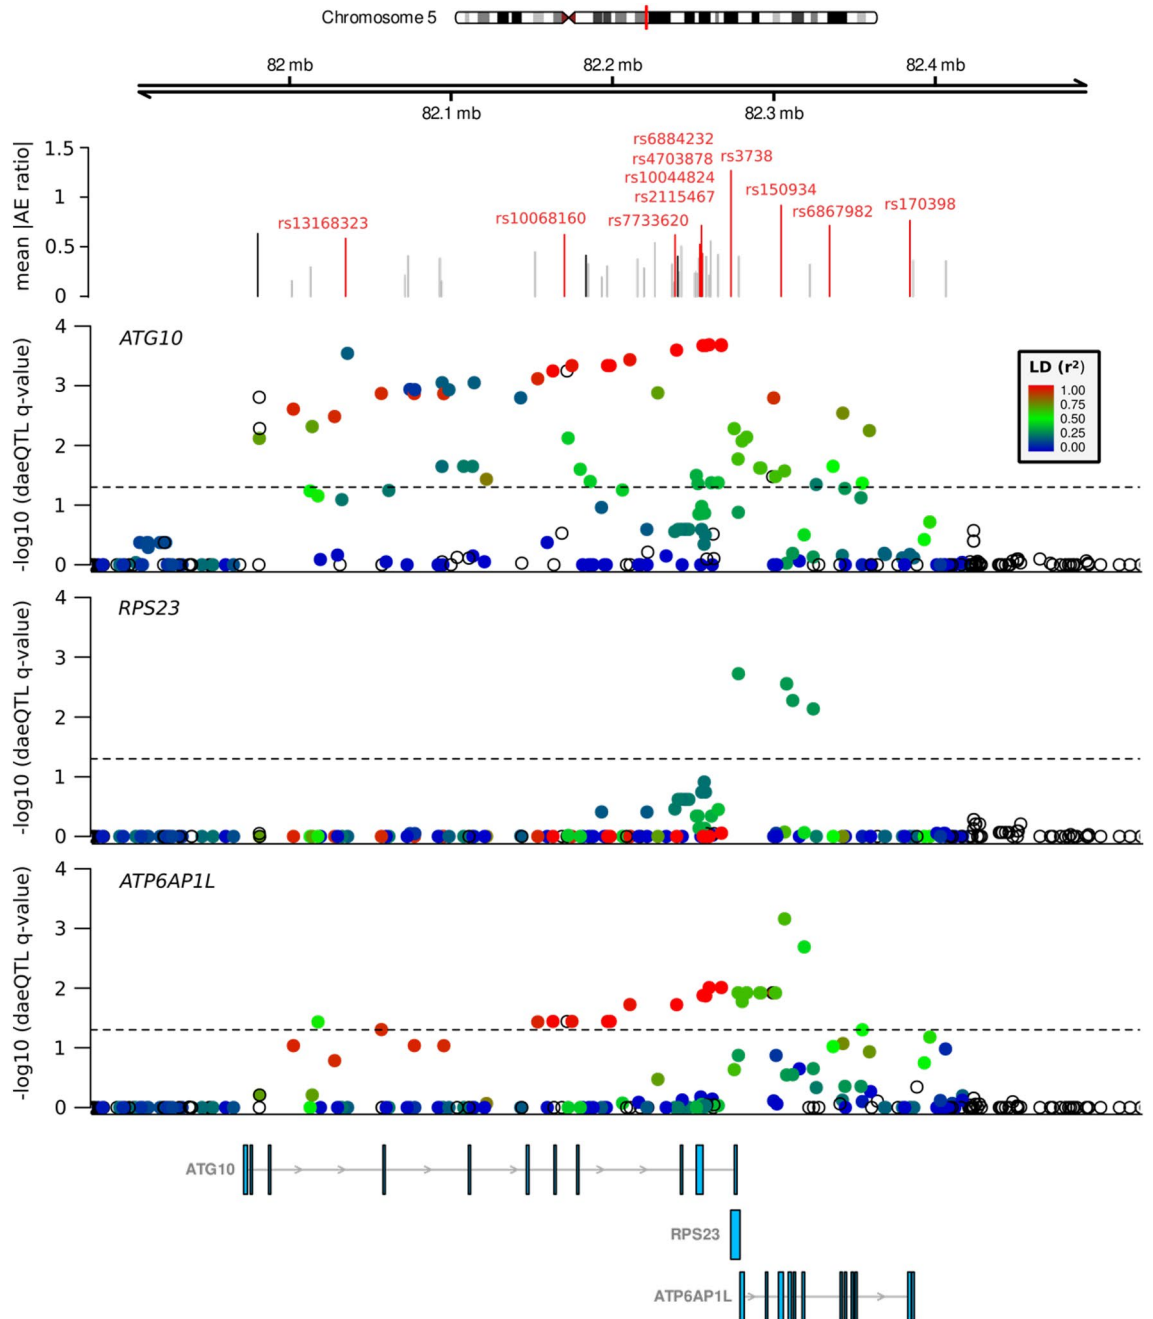 Chromosome 5
82 mb
82.2 mb
82.4 mb
82.1 mb
82.3 mb
mean |AE ratio|
1.5
1
0.5
0
rs6884232
rs4703878
rs3738
rs10044824
rs150934
rs2115467
rs170398
rs6867982
rs10068160
rs7733620
rs13168323
-log10 (daeQTL q-value)
4
3
2
1
0
ATG10
LD (r²)
1.00
0.75
0.50
0.25
0.00
-log10 (daeQTL q-value)
4
3
2
1
0
RPS23
-log10 (daeQTL q-value)
4
3
2
1
0
ATP6AP1L
ATG10
RPS23
ATP6AP1L